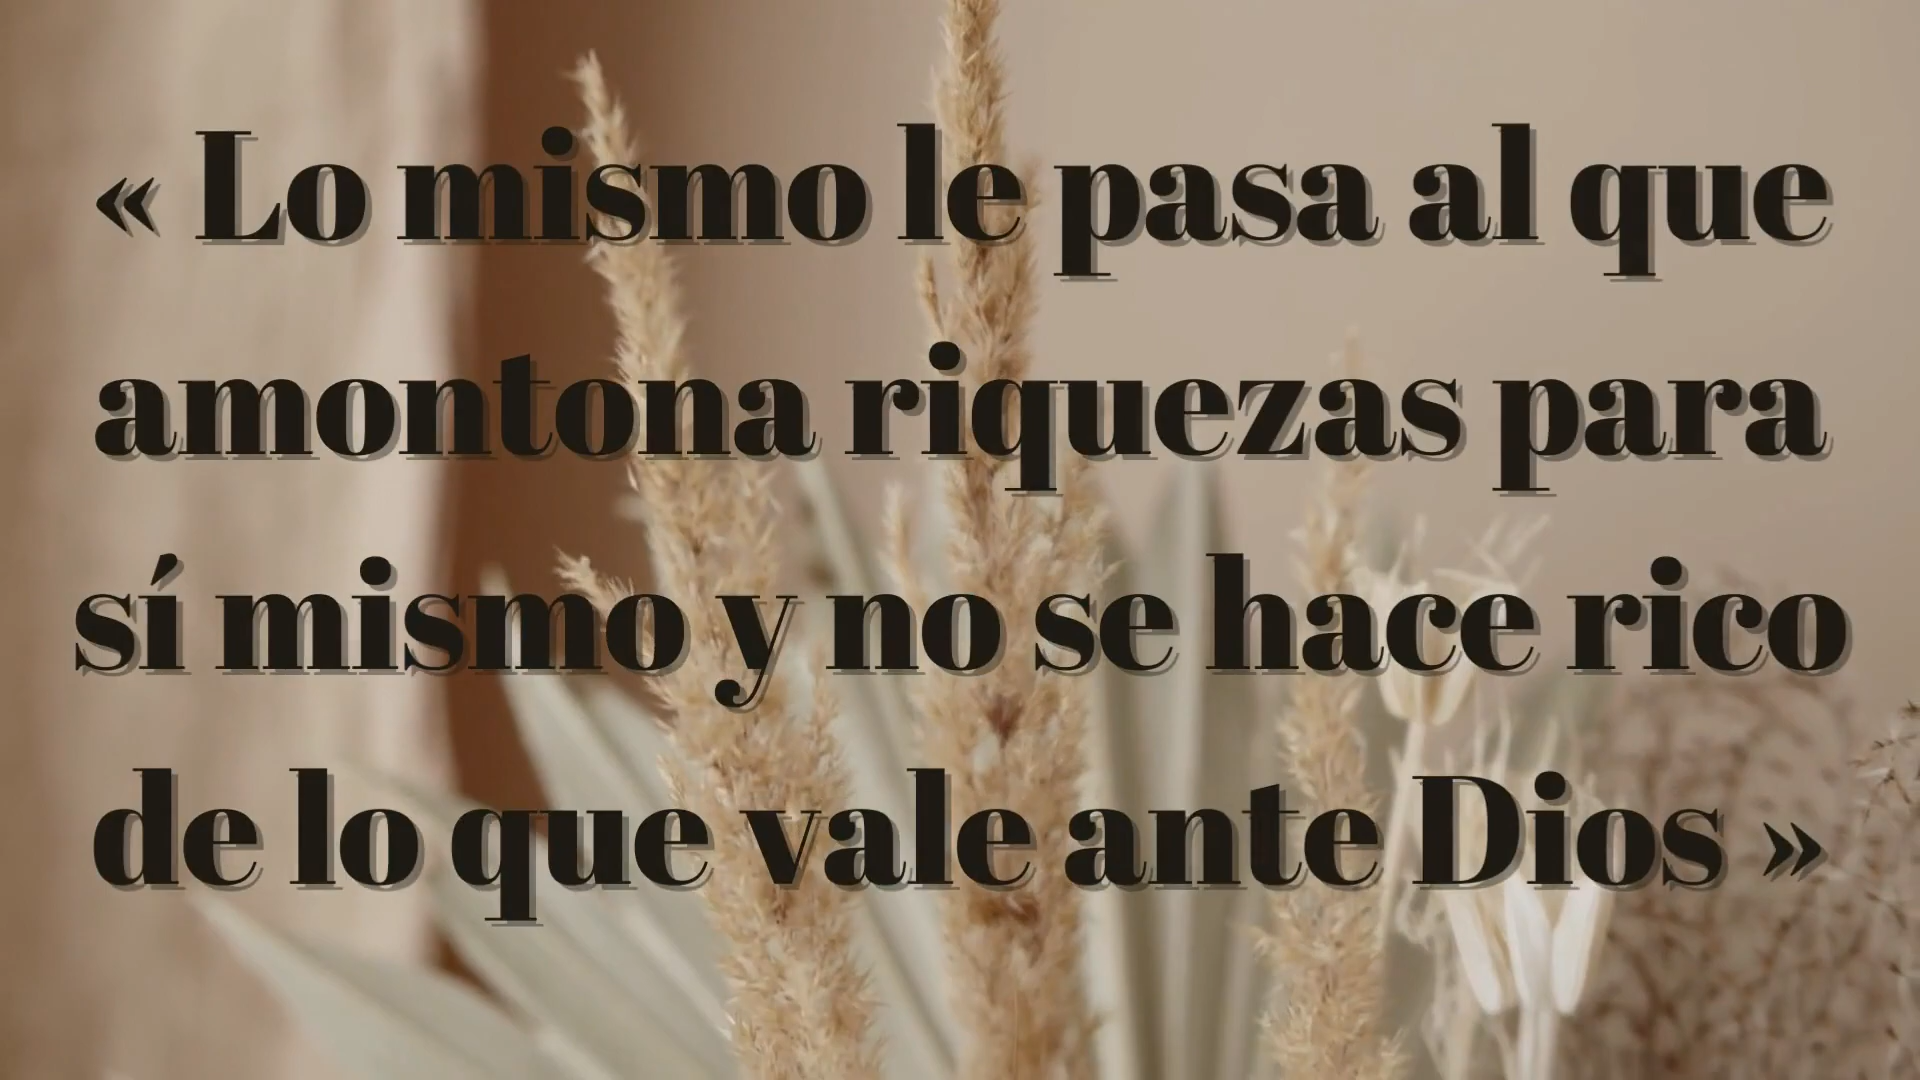 « Lo mismo le pasa al que
amontona riquezas para
sí mismo y no se hace rico
de lo que vale ante Dios »